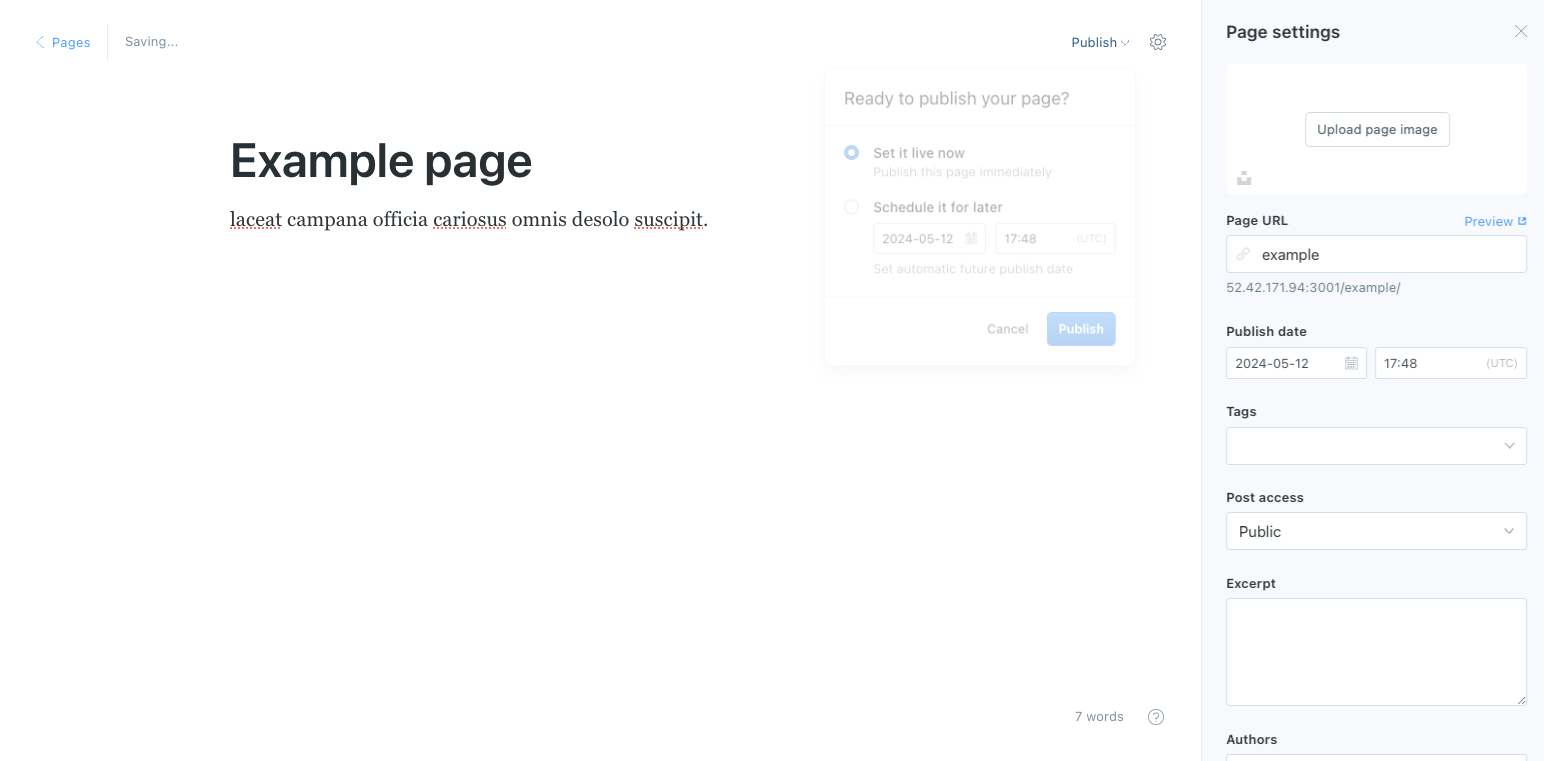 Pages
Saving...
Publish
Ready to publish your page?
Set it live now
Publish this page immediately
Schedule it for later
2024-05-12
17:48 (UTC)
Set automatic future publish date
Cancel
Publish
Example page
laceat campana officia cariosus omnis desolo suscipit.
7 words
?
Page settings
Upload page image
Page URL
Preview
example
52.42.171.94:3001/example/
Publish date
2024-05-12
17:48 (UTC)
Tags
Post access
Public
Excerpt
Authors